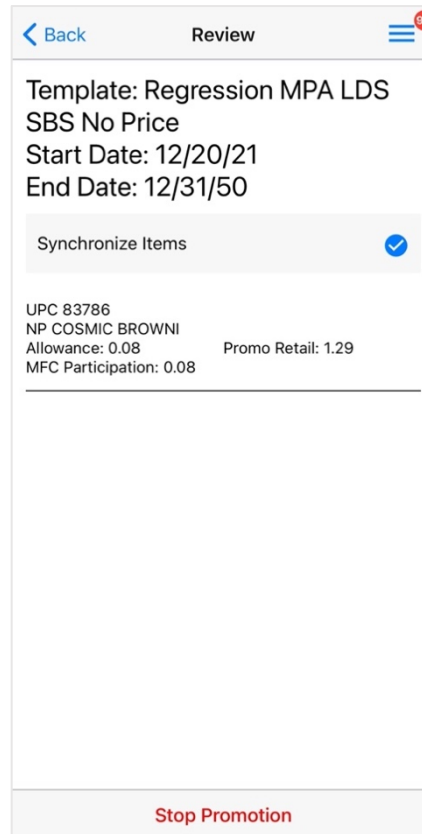 Back
Review
Template: Regression MPA LDS
SBS No Price
Start Date: 12/20/21
End Date: 12/31/50
Synchronize Items
UPC 83786
NP COSMIC BROWNI
Allowance: 0.08 Promo Retail: 1.29
MFC Participation: 0.08
Stop Promotion